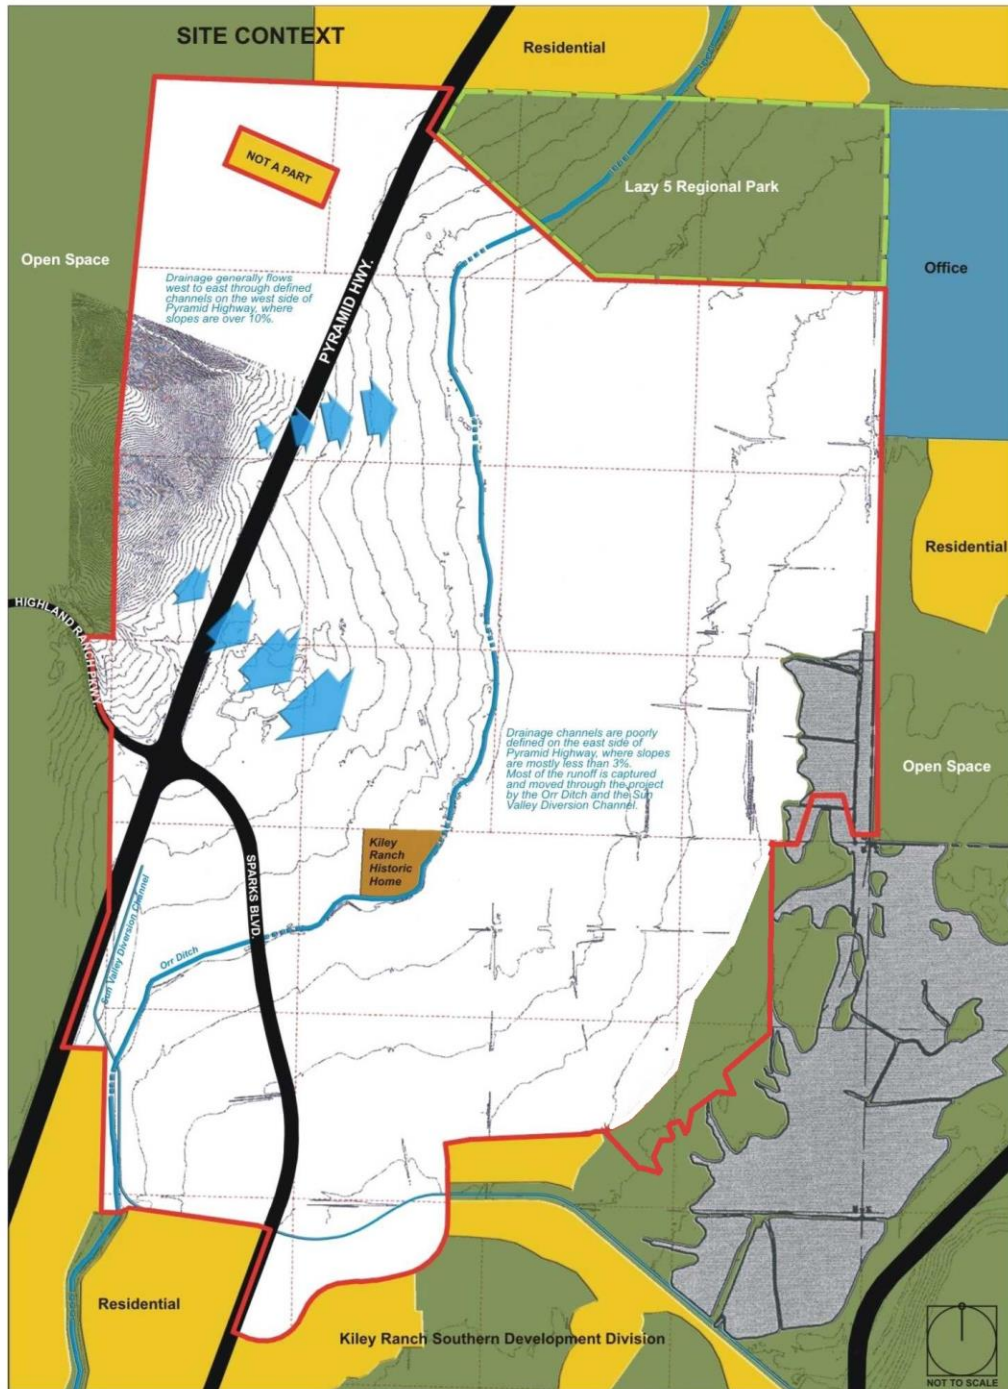 SITE CONTEXT
Residential
NOT A PART
Lazy 5 Regional Park
Open Space
Office
Drainage generally flows
west to east through defined
channels on the west side of
Pyramid Highway, where
slopes are over 10%.
PYRAMID HWY.
Residential
HIGHLAND RANCH PKWY.
Drainage channels are poorly
defined on the east side of
Pyramid Highway, where slopes
are mostly less than 3%.
Most of the runoff is captured
and moved through the project
by the Orr Ditch and the Sun
Valley Diversion Channel.
Open Space
Kiley
Ranch
Historic
Home
SPARKS BLVD.
Sun Valley Diversion Channel
Orr Ditch
Residential
Kiley Ranch Southern Development Division
NOT TO SCALE